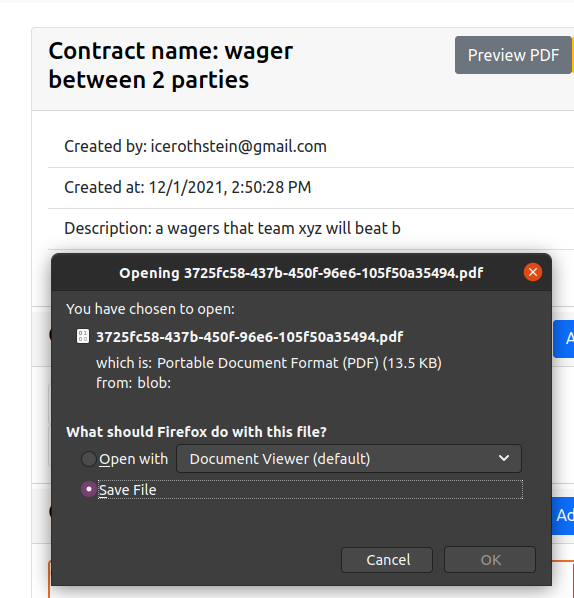 Contract name: wager
between 2 parties
Preview PDF
Created by: icerothstein@gmail.com
Created at: 12/1/2021, 2:50:28 PM
Description: a wagers that team xyz will beat b
Opening 3725fc58-437b-450f-96e6-105f50a35494.pdf
You have chosen to open:
3725fc58-437b-450f-96e6-105f50a35494.pdf
which is: Portable Document Format (PDF) (13.5 KB)
from: blob:
What should Firefox do with this file?
Open with
Document Viewer (default)
Save File
Ad
Cancel
OK